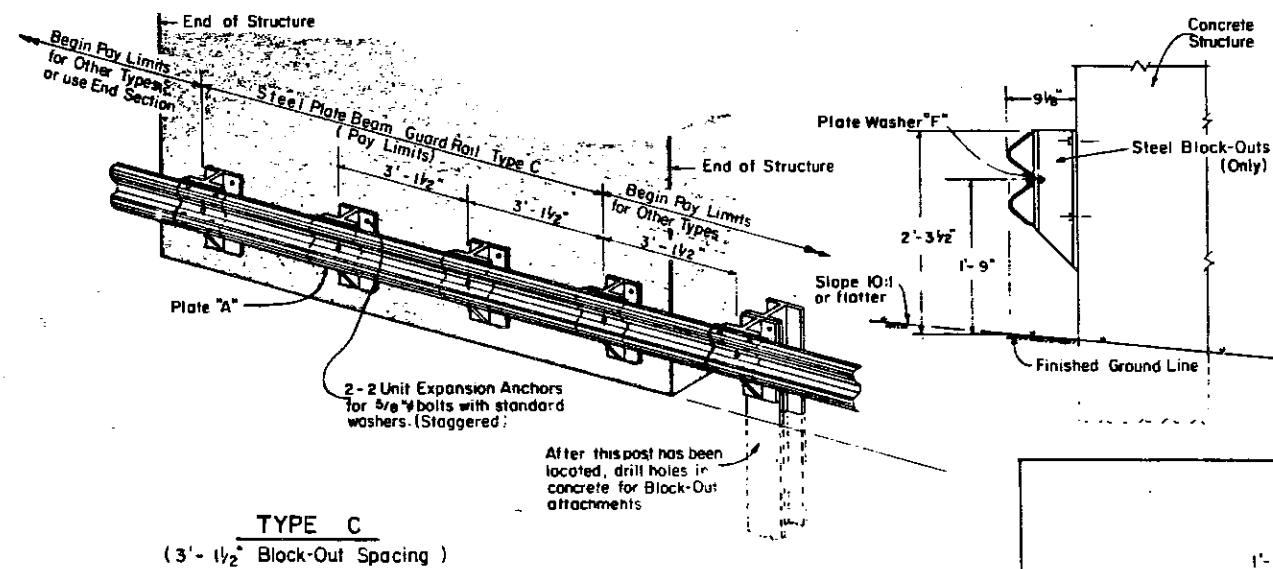 End of Structure
Begin Pay Limits
for Other Types
or use End Section
Steel Plate Beam Guard Rail Type C
(Pay Limits)
3'-1½"
3'-1½"
3'-1½"
End of Structure
Begin Pay Limits
for Other Types
Plate "A"
2-2 Unit Expansion Anchors
for 5/8"φ bolts with standard
washers. (Staggered)
After this post has been
located, drill holes in
concrete for Block-Out
attachments
TYPE C
(3'-1½" Block-Out Spacing)
Concrete
Structure
9⅛"
Plate Washer "F"
Steel Block-Outs
(Only)
2'-3½"
1'-9"
Slope 10:1
or flatter
Finished Ground Line
1'-